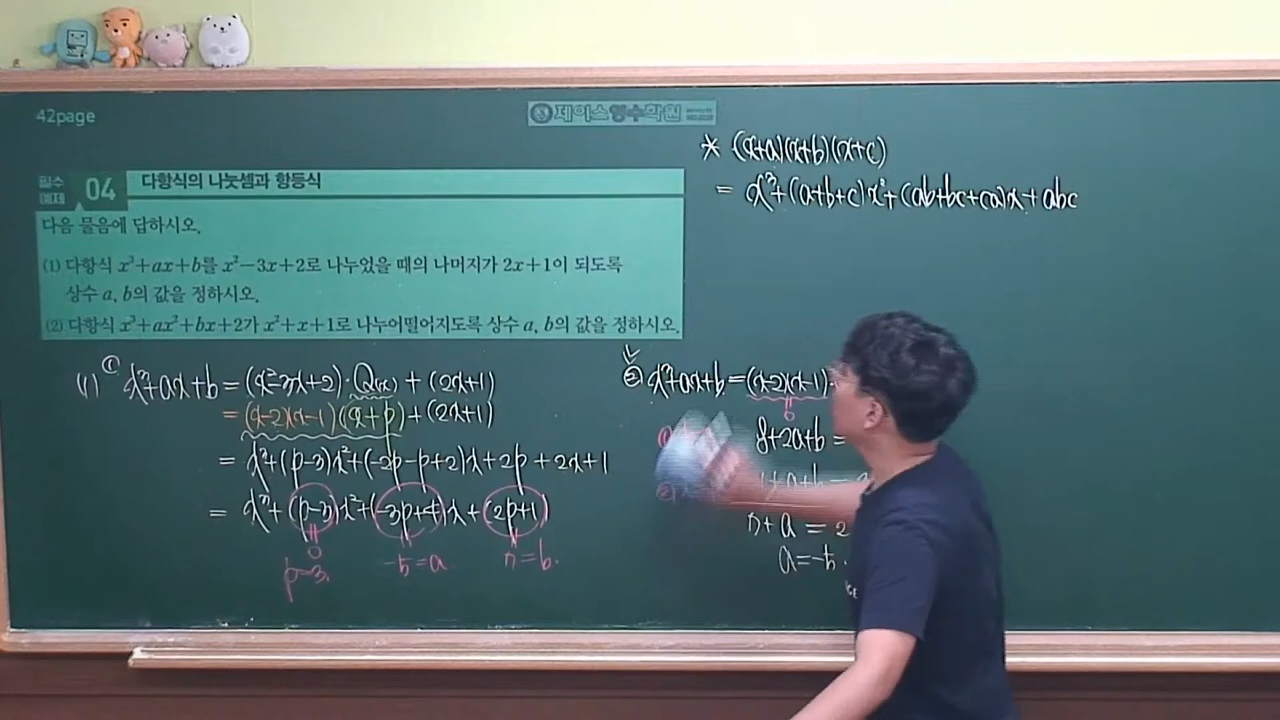 42page
제이스영수학원
필수 예제 04 다항식의 나눗셈과 항등식
다음 물음에 답하시오.
(1) 다항식 x³+ax+b를 x²−3x+2로 나누었을 때의 나머지가 2x+1이 되도록
상수 a, b의 값을 정하시오.
(2) 다항식 x³+ax²+bx+2가 x²+x+1로 나누어떨어지도록 상수 a, b의 값을 정하시오.
* (x+a)(x+b)(x+c)
= x³+(a+b+c)x²+(ab+bc+ca)x+abc
(1) ① x³+ax+b=(x²-3x+2)·Q(x)+(2x+1)
=(x-2)(x-1)(x+p)+(2x+1)
= x³+(p-3)x²+(-2p-p+2)x+2p+2x+1
= x³+(p-3)x²+(-3p+4)x+(2p+1)
=
0
p=3.
-5=a
7=b.
② x³+ax+b=(x-2)(x-1)·
0
8+2a+b=
7+a = 2
a=-5.